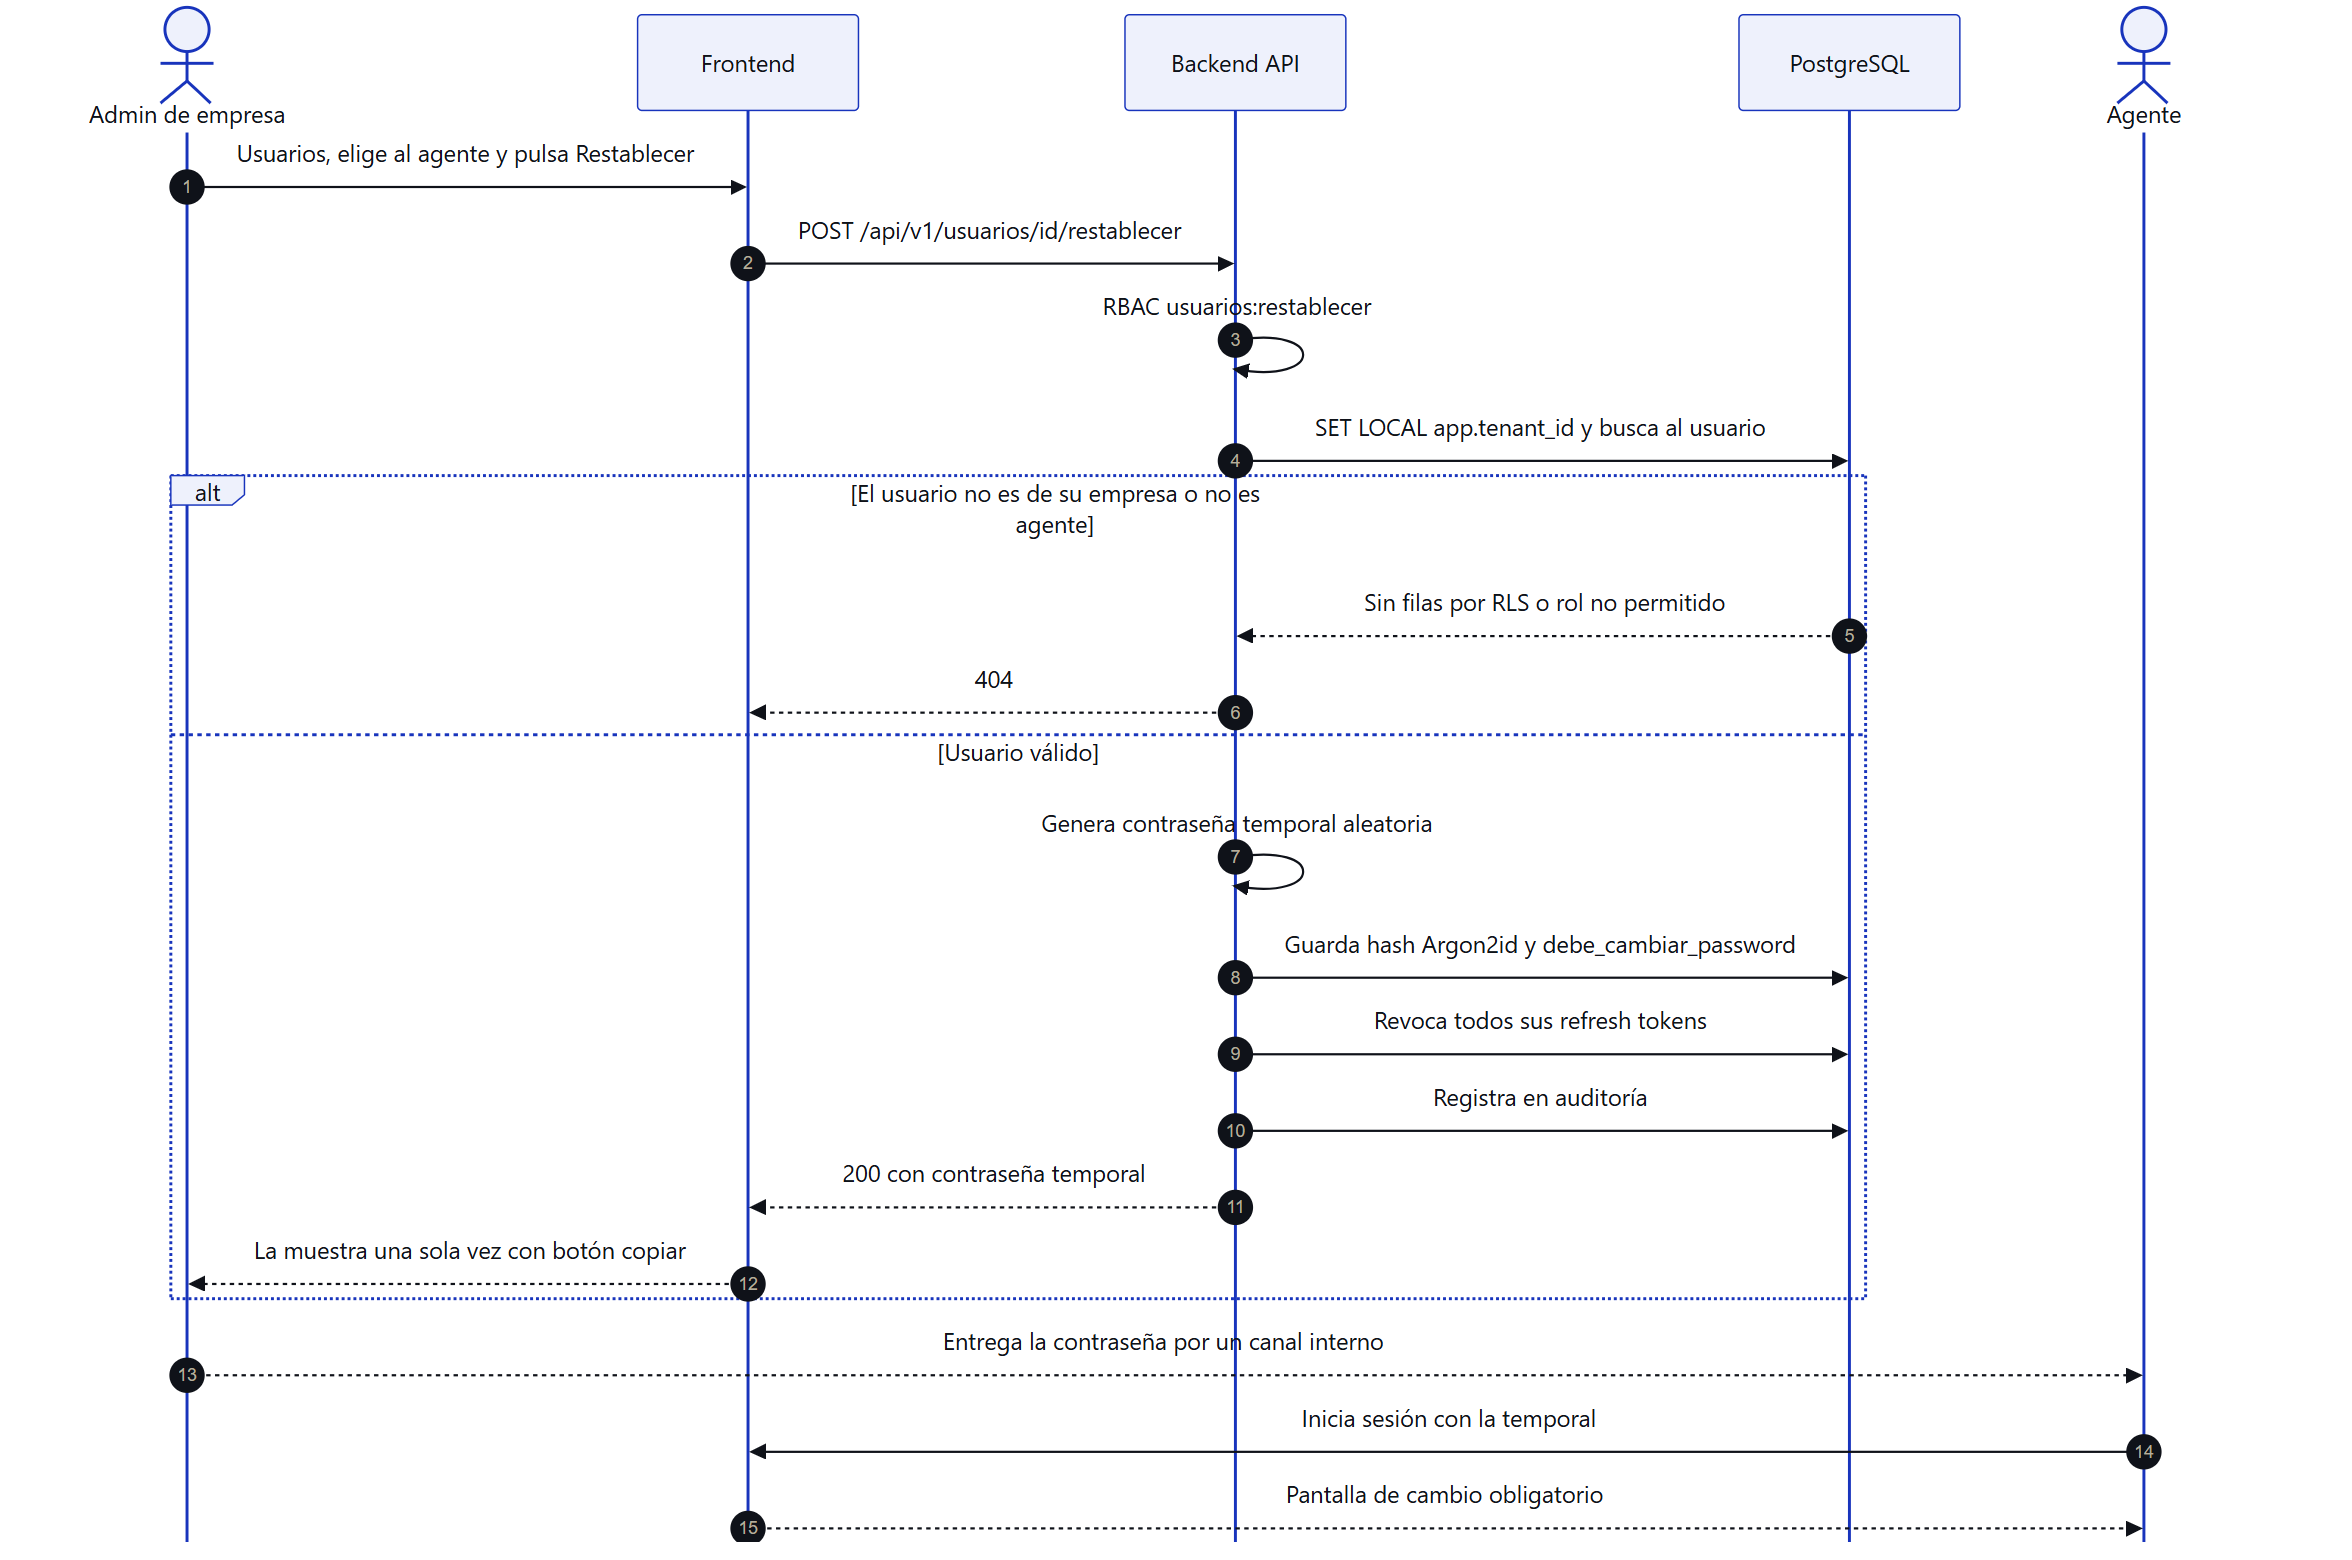 Admin de empresa
Frontend
Backend API
PostgreSQL
Agente
Usuarios, elige al agente y pulsa Restablecer
1
POST /api/v1/usuarios/id/restablecer
2
RBAC usuarios:restablecer
3
SET LOCAL app.tenant_id y busca al usuario
4
alt
[El usuario no es de su empresa o no es
agente]
Sin filas por RLS o rol no permitido
5
404
6
[Usuario válido]
Genera contraseña temporal aleatoria
7
Guarda hash Argon2id y debe_cambiar_password
8
Revoca todos sus refresh tokens
9
Registra en auditoría
10
200 con contraseña temporal
11
La muestra una sola vez con botón copiar
12
Entrega la contraseña por un canal interno
13
Inicia sesión con la temporal
14
Pantalla de cambio obligatorio
15